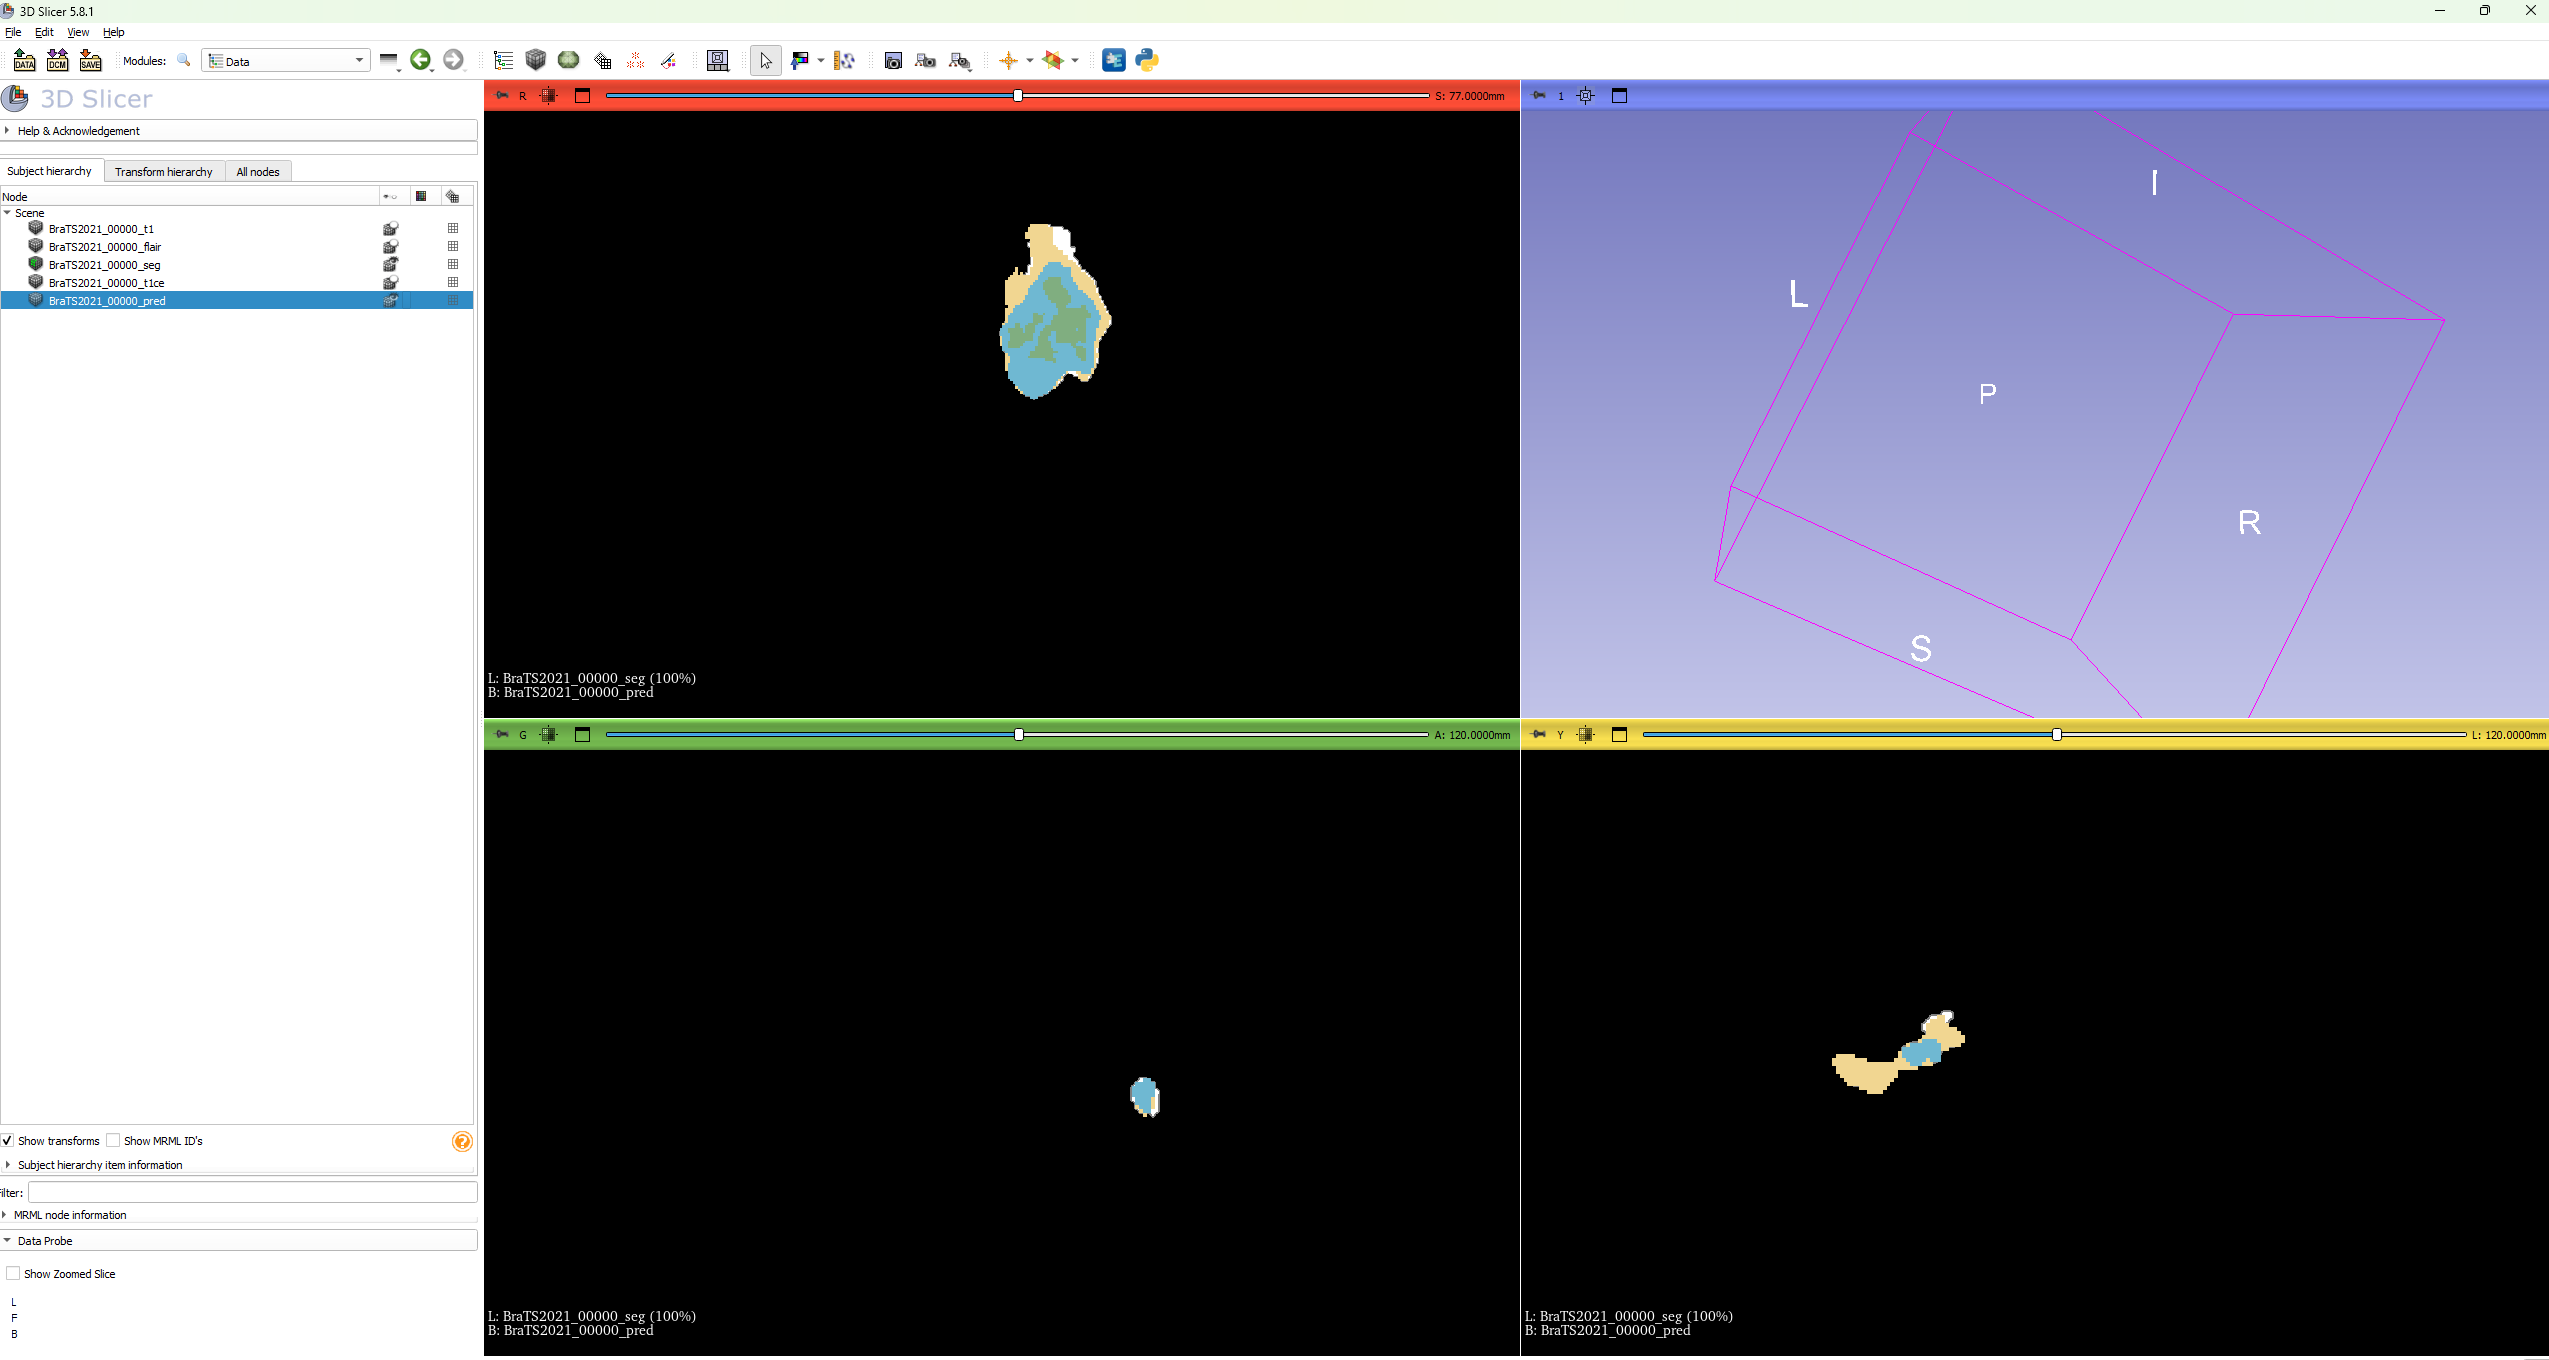 3D Slicer 5.8.1
File Edit View Help
DATA DCM SAVE Modules: Data
3D Slicer
Help & Acknowledgement
Subject hierarchy Transform hierarchy All nodes
Node
Scene
BraTS2021_00000_t1
BraTS2021_00000_flair
BraTS2021_00000_seg
BraTS2021_00000_t1ce
BraTS2021_00000_pred
Show transforms Show MRML ID's
Subject hierarchy item information
ilter:
MRML node information
Data Probe
Show Zoomed Slice
L
F
B
R S: 77.0000mm
L: BraTS2021_00000_seg (100%)
B: BraTS2021_00000_pred
1
I
L
P
R
S
G A: 120.0000mm
L: BraTS2021_00000_seg (100%)
B: BraTS2021_00000_pred
Y L: 120.0000mm
L: BraTS2021_00000_seg (100%)
B: BraTS2021_00000_pred